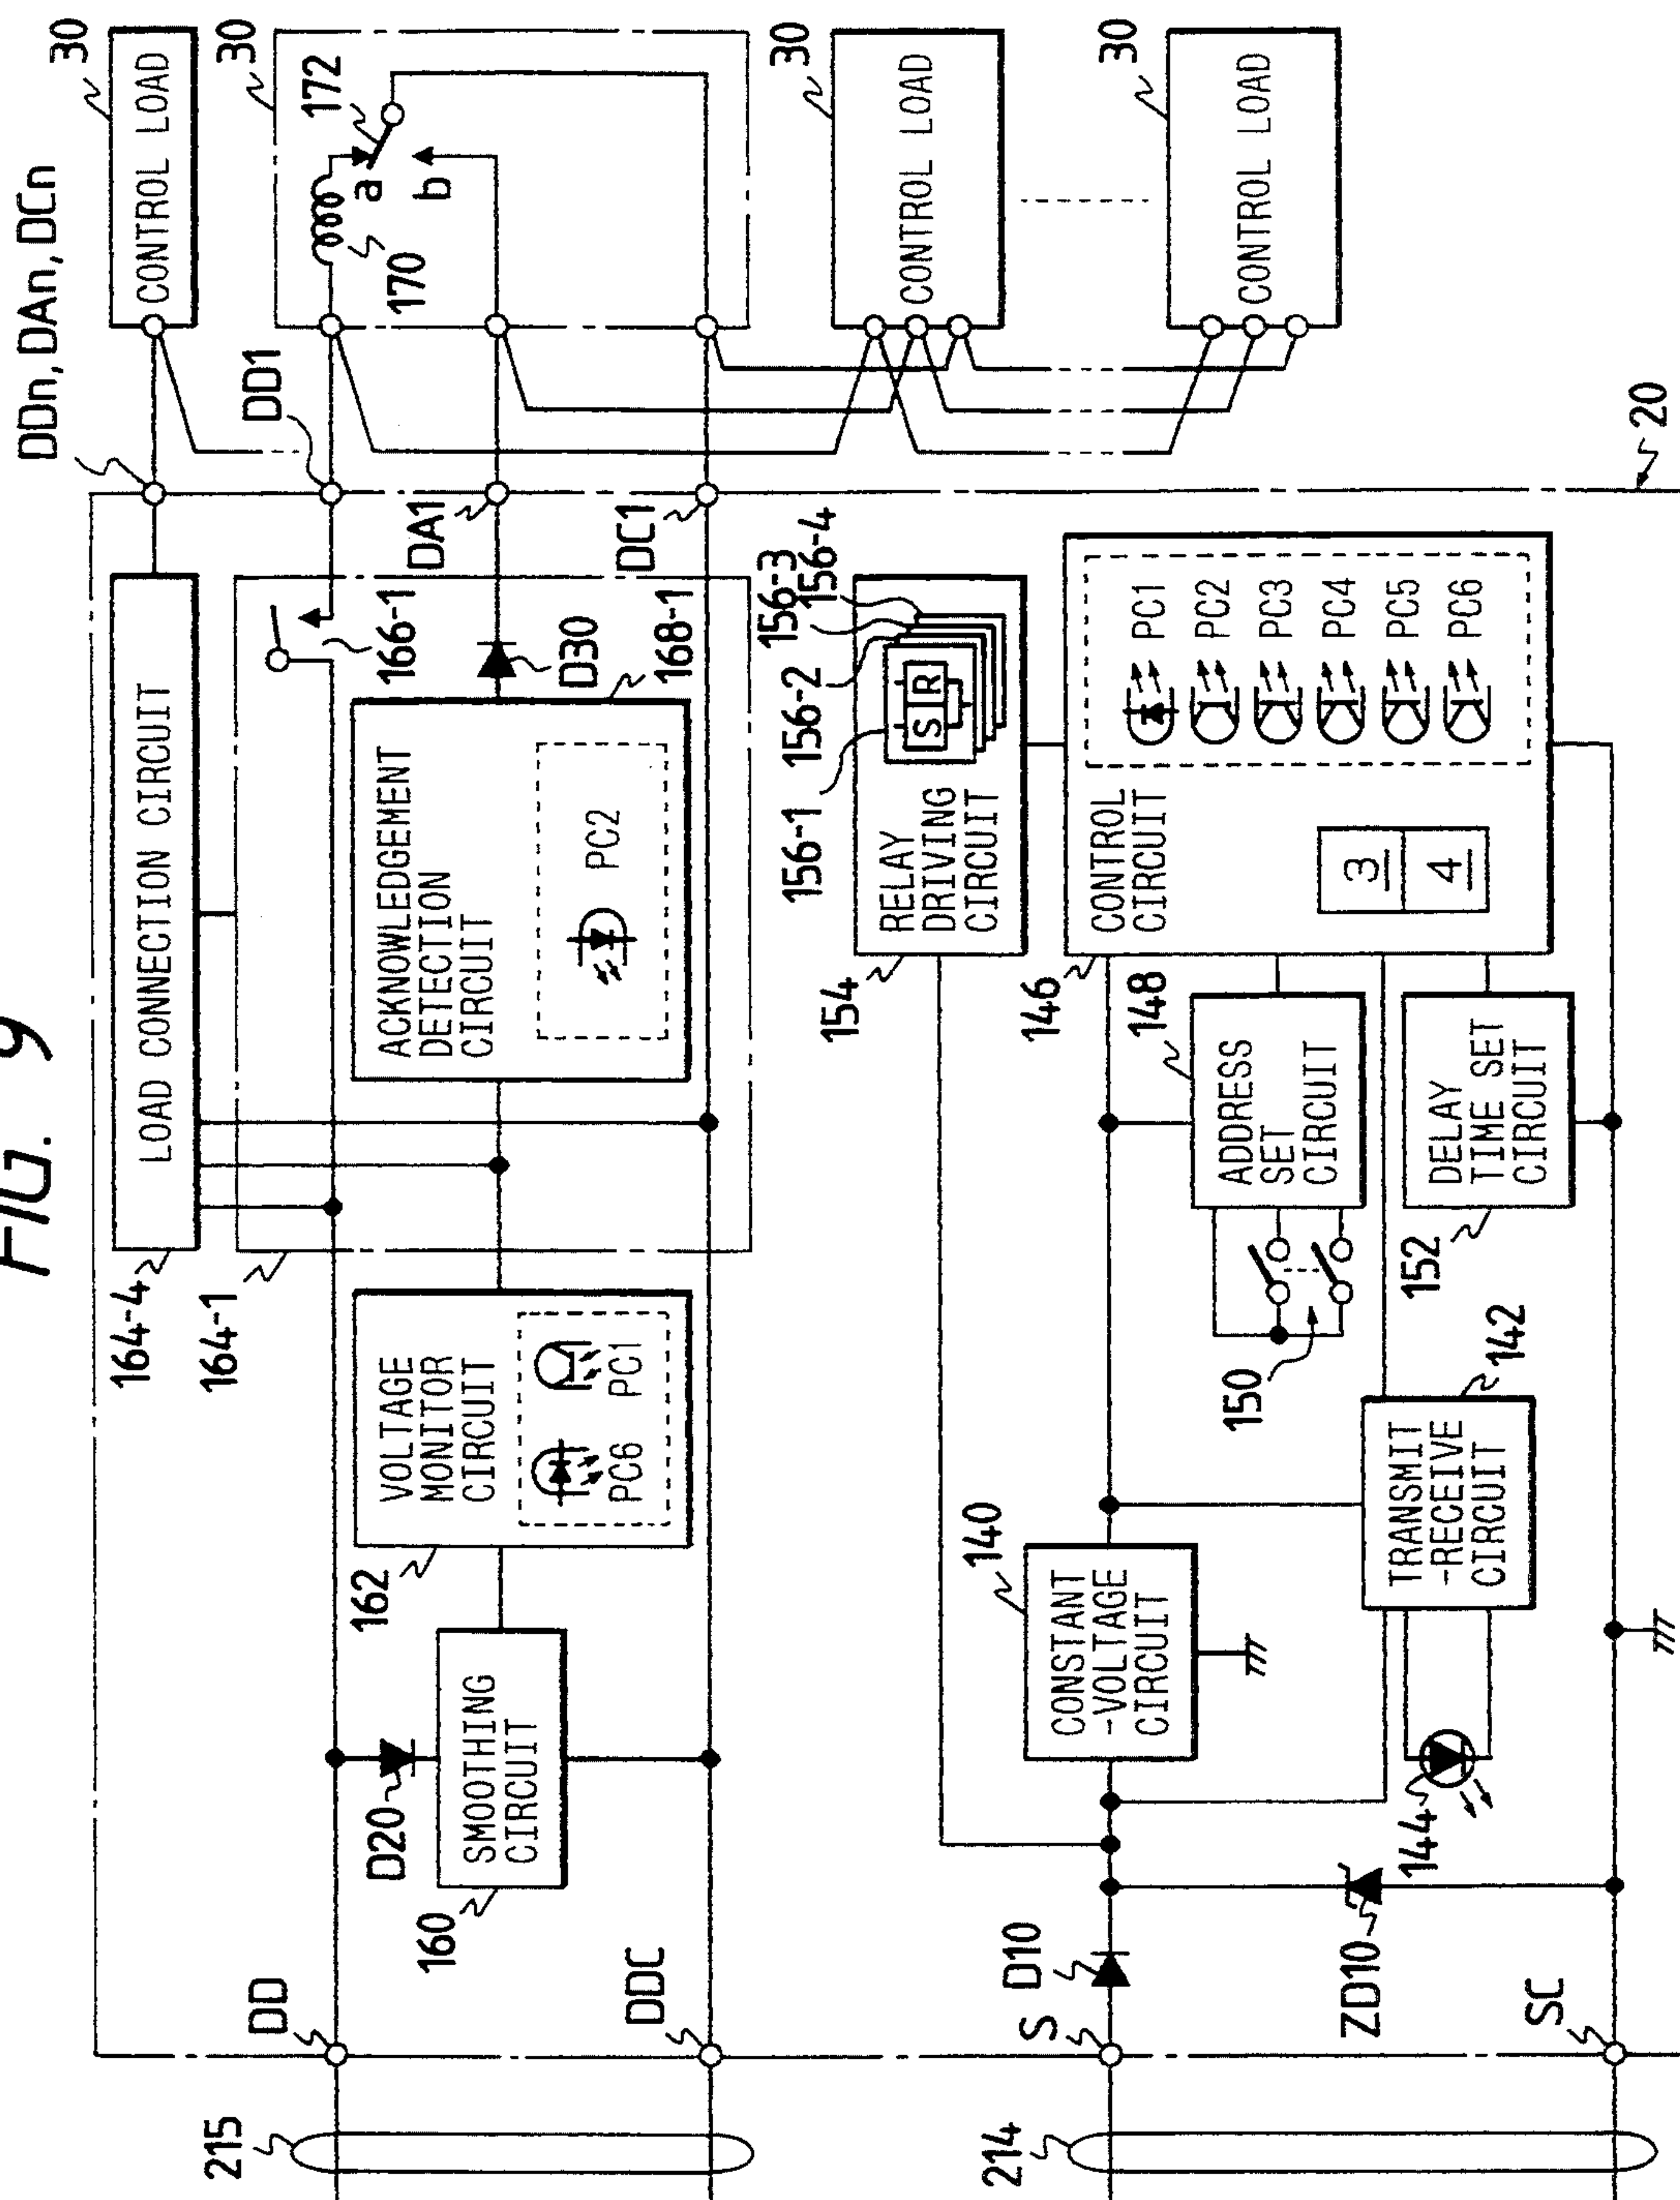 FIG. 9
DDn, DAn, DCn
30
CONTROL LOAD
30
172
a
b
170
30
CONTROL LOAD
30
CONTROL LOAD
DD1
DA1
DC1
20
164-4
LOAD CONNECTION CIRCUIT
164-1
166-1
D30
168-1
ACKNOWLEDGEMENT
DETECTION
CIRCUIT
PC2
162
VOLTAGE
MONITOR
CIRCUIT
PC6
PC1
D20
160
SMOOTHING
CIRCUIT
DD
DDC
215
154
RELAY
DRIVING
CIRCUIT
156-1
156-2
156-3
156-4
S
R
146
CONTROL
CIRCUIT
3
4
PC1
PC2
PC3
PC4
PC5
PC6
148
ADDRESS
SET
CIRCUIT
150
152
DELAY
TIME SET
CIRCUIT
140
CONSTANT
-VOLTAGE
CIRCUIT
142
TRANSMIT
-RECEIVE
CIRCUIT
144
D10
ZD10
S
SC
214